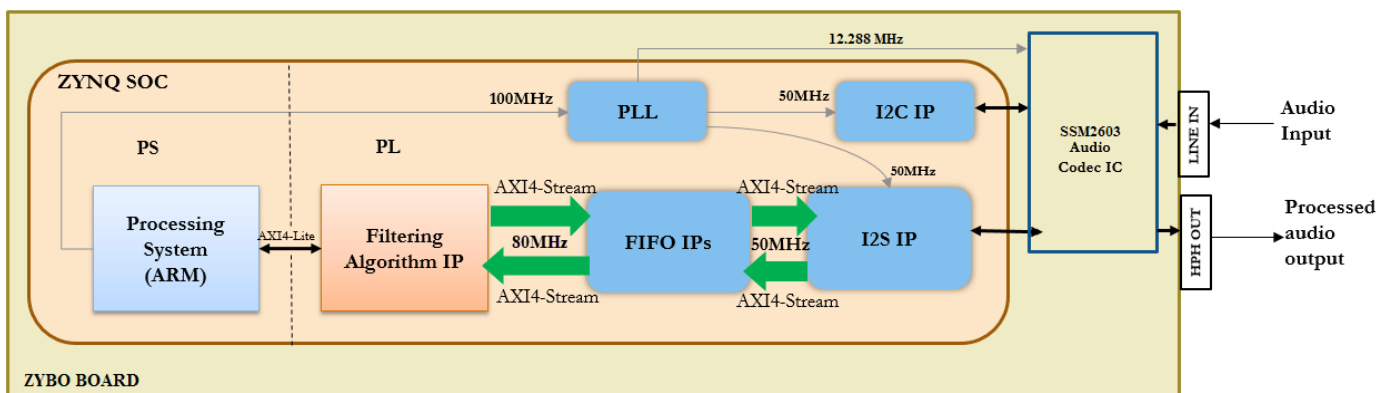 12.288 MHz
ZYNQ SOC
100MHz
PLL
50MHz
I2C IP
SSM2603
Audio
Codec IC
LINE IN
Audio
Input
PS
PL
50MHz
AXI4-Stream
AXI4-Stream
Processing
System
(ARM)
AXI4-Lite
Filtering
Algorithm IP
80MHz
FIFO IPs
50MHz
I2S IP
HPH OUT
Processed
audio
output
AXI4-Stream
AXI4-Stream
ZYBO BOARD